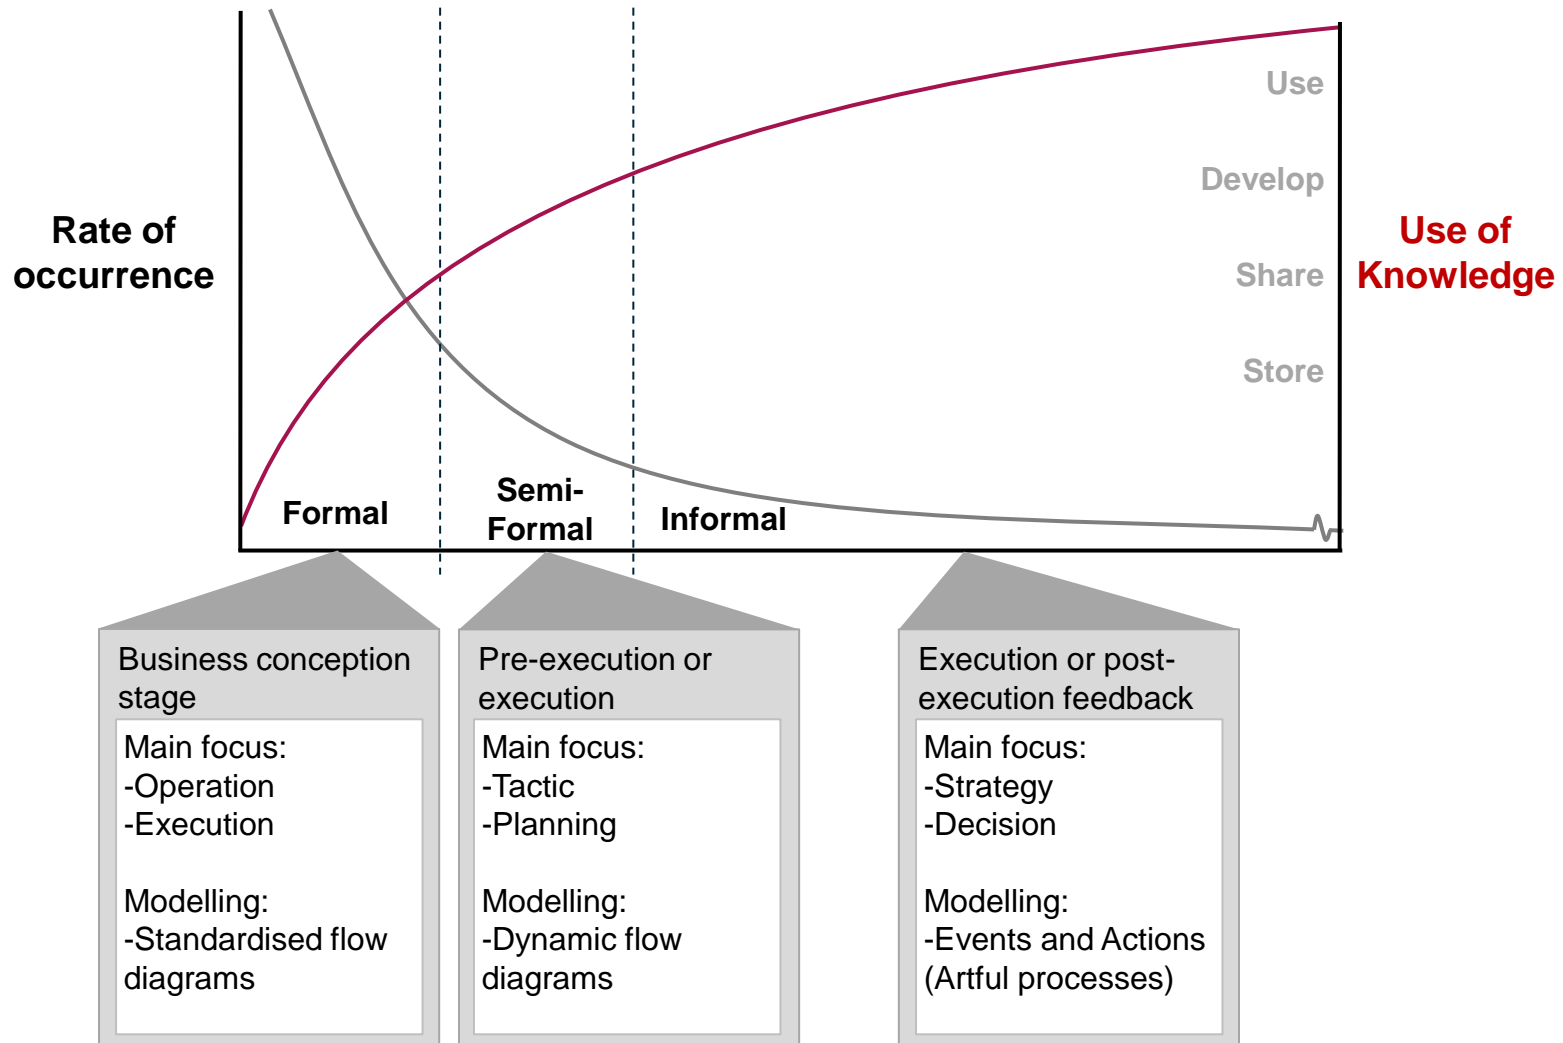 Rate of
occurrence
Use
Develop
Share
Store
Use of
Knowledge
Formal
Semi-
Formal
Informal
Business conception
stage
Main focus:
-Operation
-Execution
Modelling:
-Standardised flow
diagrams
Pre-execution or
execution
Main focus:
-Tactic
-Planning
Modelling:
-Dynamic flow
diagrams
Execution or post-
execution feedback
Main focus:
-Strategy
-Decision
Modelling:
-Events and Actions
(Artful processes)